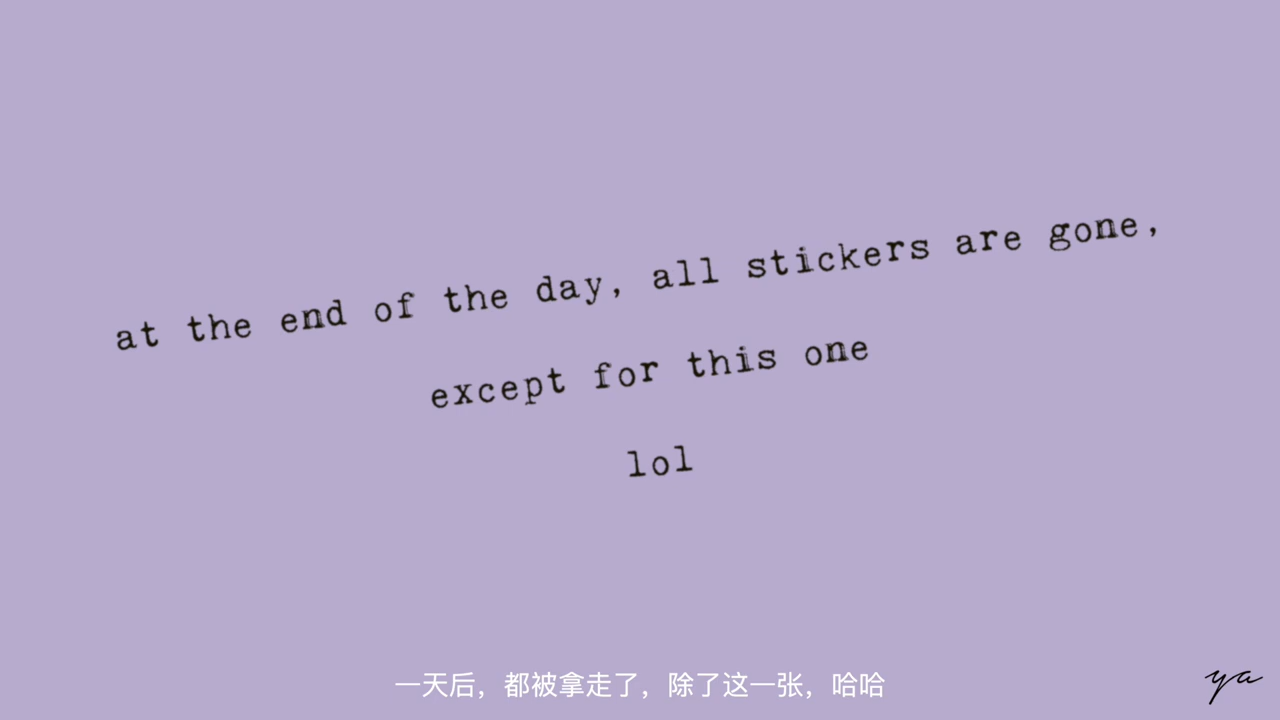 at the end of the day, all stickers are gone,
except for this one
lol
一天后，都被拿走了，除了这一张，哈哈
ya